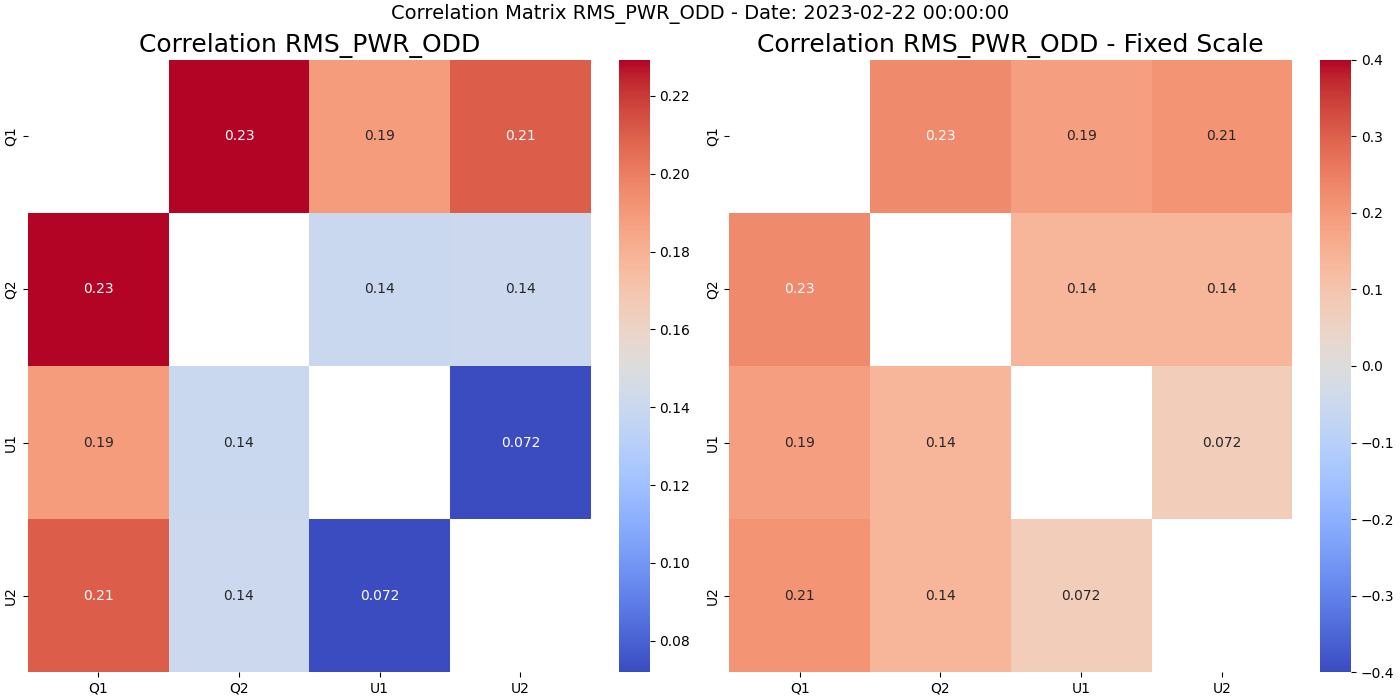 Correlation Matrix RMS_PWR_ODD - Date: 2023-02-22 00:00:00
Correlation RMS_PWR_ODD
Q1
0.23
0.19
0.21
Q2
0.23
0.14
0.14
U1
0.19
0.14
0.072
U2
0.21
0.14
0.072
Q1
Q2
U1
U2
0.22
0.20
0.18
0.16
0.14
0.12
0.10
0.08
Correlation RMS_PWR_ODD - Fixed Scale
Q1
0.23
0.19
0.21
Q2
0.23
0.14
0.14
U1
0.19
0.14
0.072
U2
0.21
0.14
0.072
Q1
Q2
U1
U2
0.4
0.3
0.2
0.1
0.0
−0.1
−0.2
−0.3
−0.4